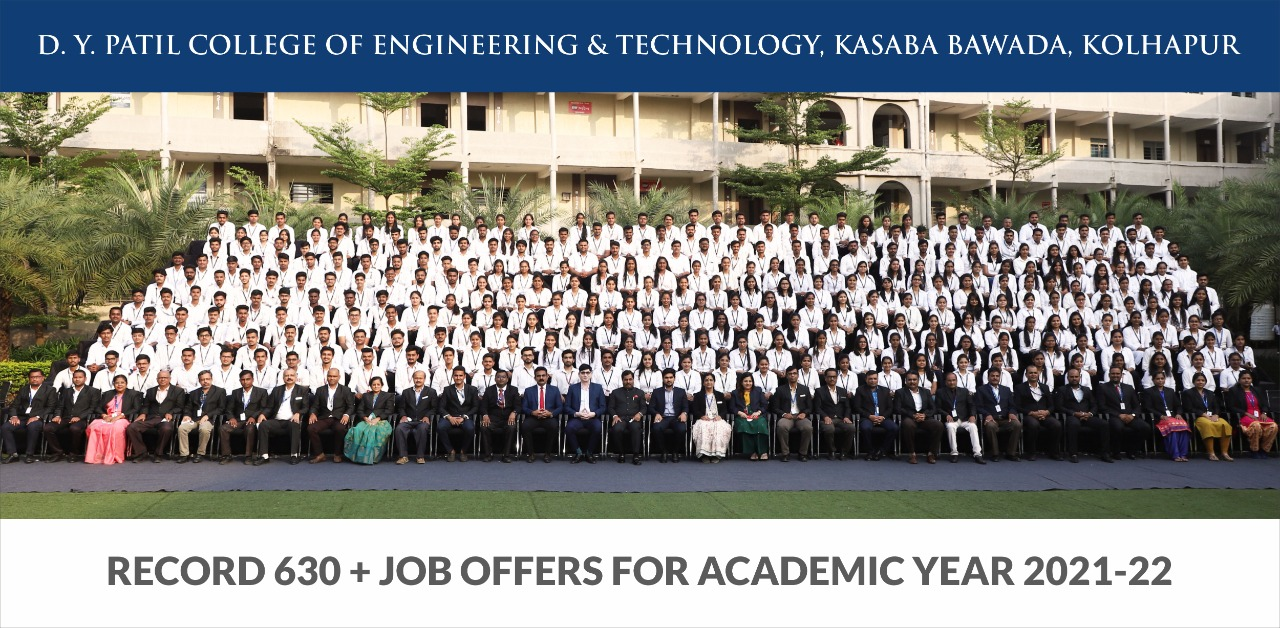 D. Y. PATIL COLLEGE OF ENGINEERING & TECHNOLOGY, KASABA BAWADA, KOLHAPUR
RECORD 630 + JOB OFFERS FOR ACADEMIC YEAR 2021-22